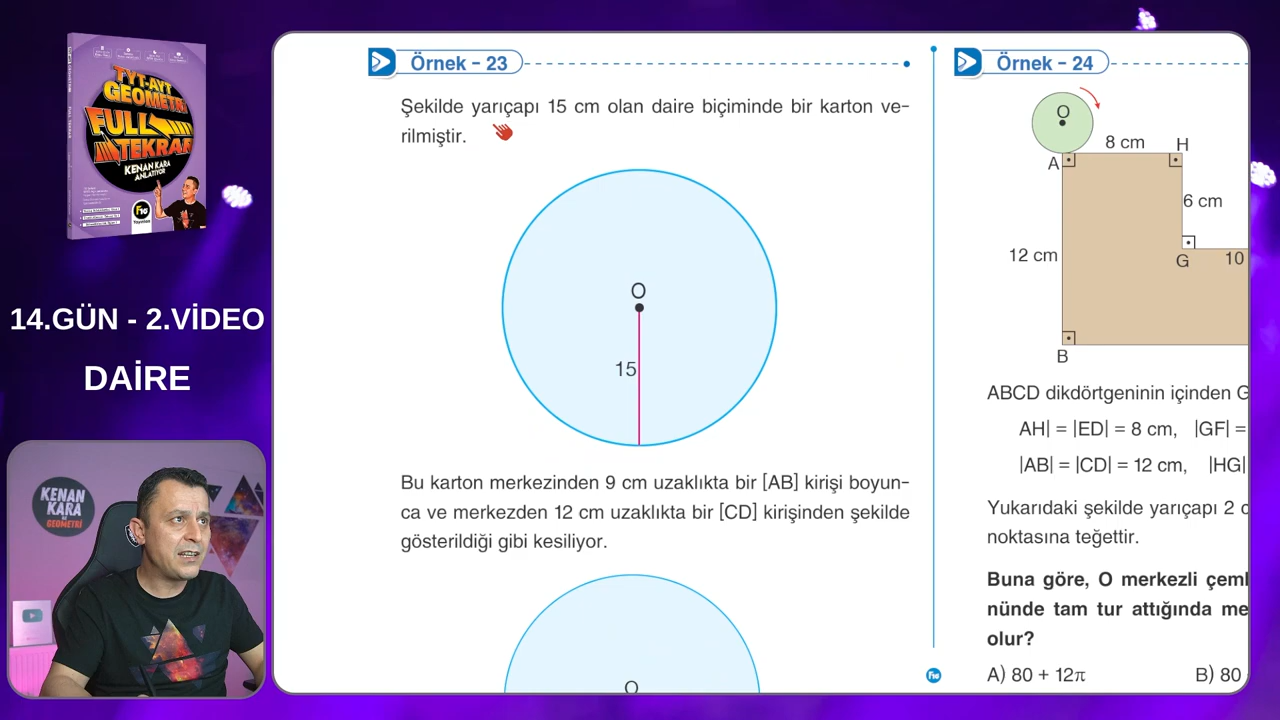 TYT-AYT
GEOMETRİ
FULL
TEKRAR
KENAN KARA
ANLATIYOR
14.GÜN - 2.VİDEO
DAİRE
KENAN
KARA
GEOMETRİ
Örnek - 23
Şekilde yarıçapı 15 cm olan daire biçiminde bir karton ve-
rilmiştir.
O
15
Bu karton merkezinden 9 cm uzaklıkta bir [AB] kirişi boyun-
ca ve merkezden 12 cm uzaklıkta bir [CD] kirişinden şekilde
gösterildiği gibi kesiliyor.
O
Örnek - 24
O
8 cm
H
A
6 cm
12 cm
G
10
B
ABCD dikdörtgeninin içinden G
AH| = |ED| = 8 cm, |GF| =
|AB| = |CD| = 12 cm, |HG|
Yukarıdaki şekilde yarıçapı 2 c
noktasına teğettir.
Buna göre, O merkezli çeml
nünde tam tur attığında me
olur?
A) 80 + 12π
B) 80